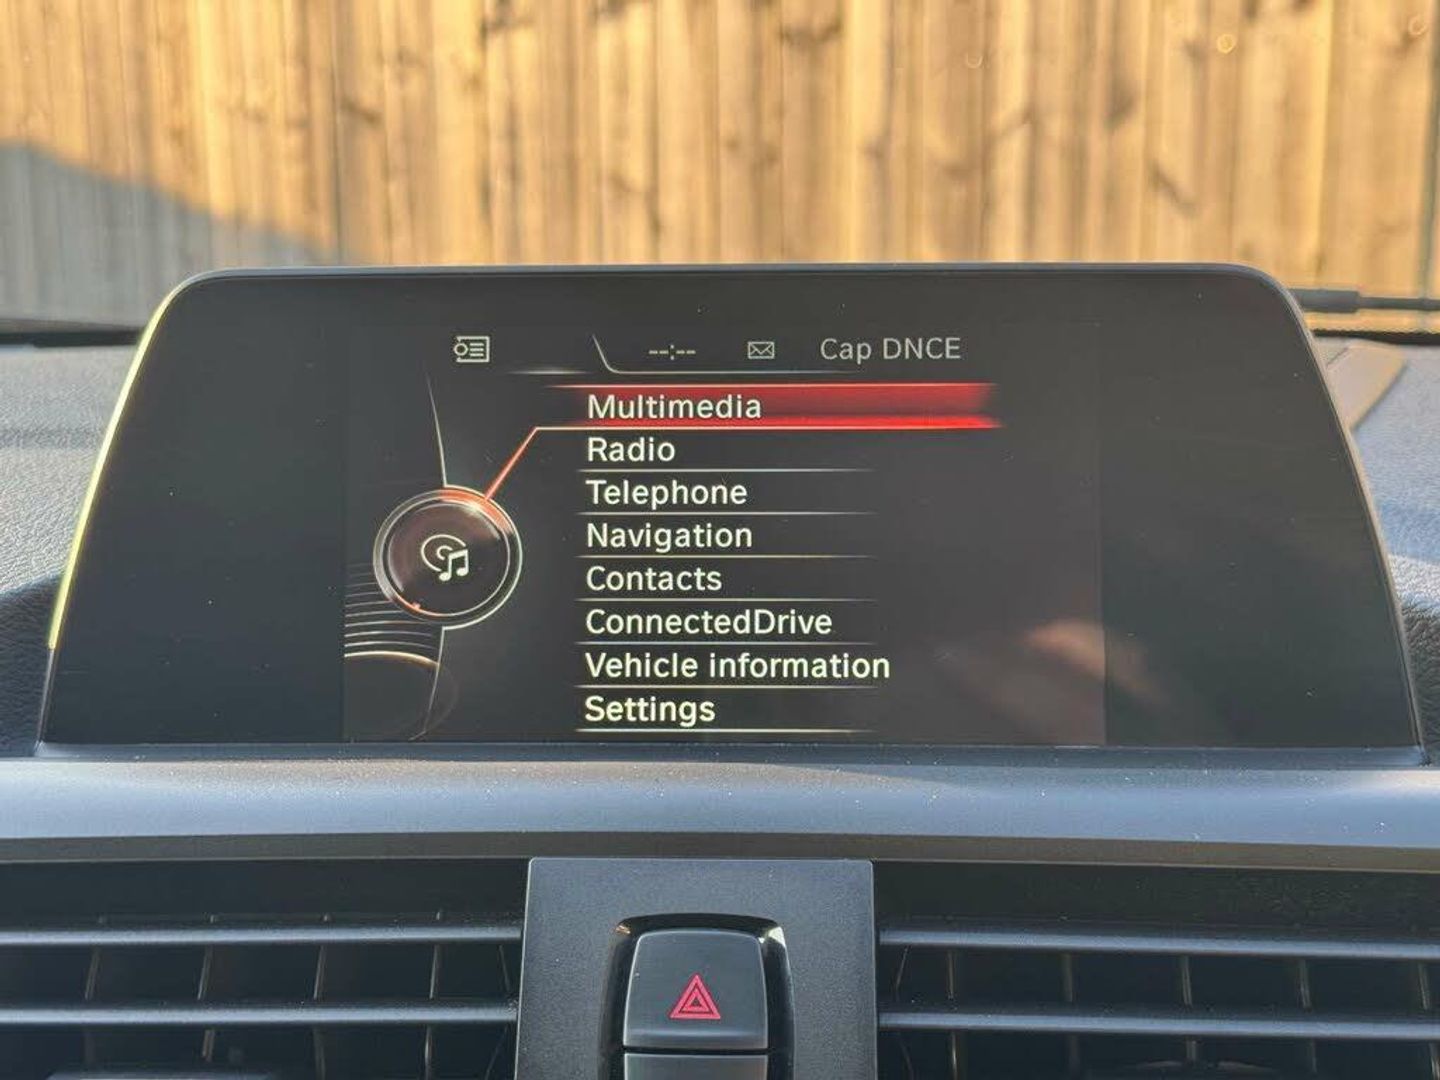 --:-- Cap DNCE
Multimedia
Radio
Telephone
Navigation
Contacts
ConnectedDrive
Vehicle information
Settings